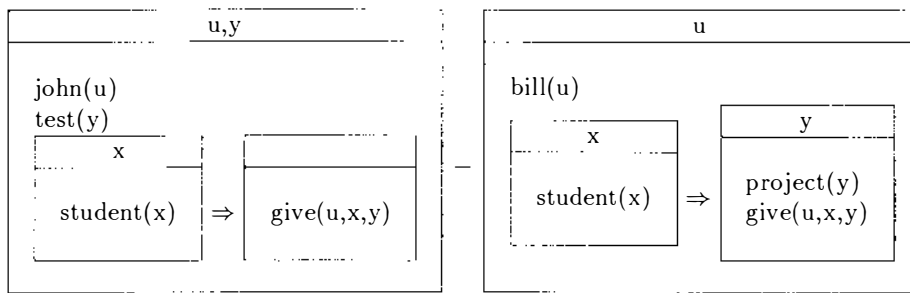 u,y
john(u)
test(y)
x
student(x) ⇒ give(u,x,y)
–
u
bill(u)
x
student(x) ⇒
y
project(y)
give(u,x,y)